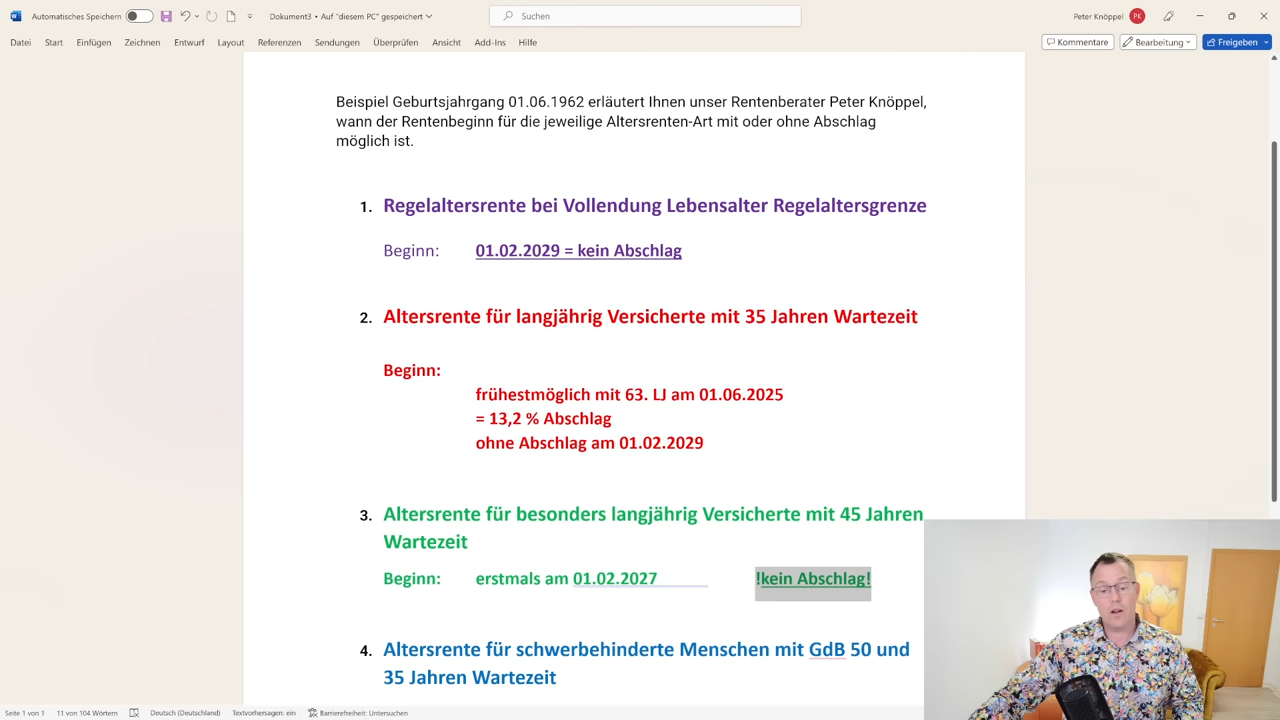 Automatisches Speichern
Dokument3 • Auf "diesem PC" gespeichert
Suchen
Peter Knöppel
PK
Datei Start Einfügen Zeichnen Entwurf Layout Referenzen Sendungen Überprüfen Ansicht Add-Ins Hilfe
Kommentare
Bearbeitung
Freigeben
Beispiel Geburtsjahrgang 01.06.1962 erläutert Ihnen unser Rentenberater Peter Knöppel,
wann der Rentenbeginn für die jeweilige Altersrenten-Art mit oder ohne Abschlag
möglich ist.
1. Regelaltersrente bei Vollendung Lebensalter Regelaltersgrenze
Beginn: 01.02.2029 = kein Abschlag
2. Altersrente für langjährig Versicherte mit 35 Jahren Wartezeit
Beginn:
frühestmöglich mit 63. LJ am 01.06.2025
= 13,2 % Abschlag
ohne Abschlag am 01.02.2029
3. Altersrente für besonders langjährig Versicherte mit 45 Jahren
Wartezeit
Beginn: erstmals am 01.02.2027 !kein Abschlag!
4. Altersrente für schwerbehinderte Menschen mit GdB 50 und
35 Jahren Wartezeit
Seite 1 von 1 11 von 104 Wörtern Deutsch (Deutschland) Textvorhersagen: ein Barrierefreiheit: Untersuchen